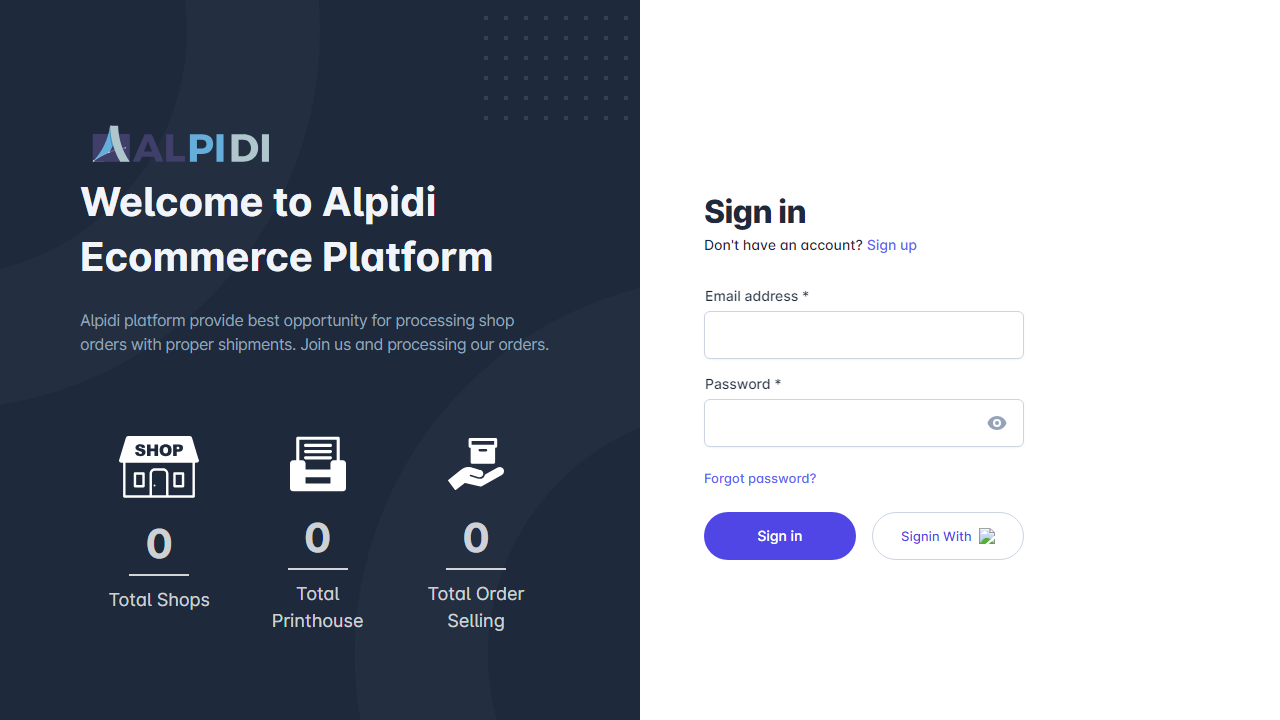 ALPIDI
Welcome to Alpidi
Ecommerce Platform
Alpidi platform provide best opportunity for processing shop
orders with proper shipments. Join us and processing our orders.
SHOP
0
Total Shops
0
Total
Printhouse
0
Total Order
Selling
Sign in
Don't have an account? Sign up
Email address *
Password *
Forgot password?
Sign in
Signin With